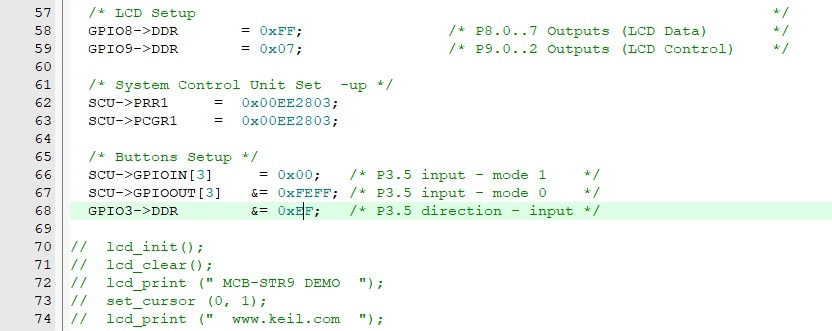 57 /* LCD Setup */
58 GPIO8->DDR = 0xFF; /* P8.0..7 Outputs (LCD Data) */
59 GPIO9->DDR = 0x07; /* P9.0..2 Outputs (LCD Control) */
60
61 /* System Control Unit Set -up */
62 SCU->PRR1 = 0x00EE2803;
63 SCU->PCGR1 = 0x00EE2803;
64
65 /* Buttons Setup */
66 SCU->GPIOIN[3] = 0x00; /* P3.5 input - mode 1 */
67 SCU->GPIOOUT[3] &= 0xFEFF; /* P3.5 input - mode 0 */
68 GPIO3->DDR &= 0xEF; /* P3.5 direction - input */
69
70 // lcd_init();
71 // lcd_clear();
72 // lcd_print (" MCB-STR9 DEMO ");
73 // set_cursor (0, 1);
74 // lcd_print (" www.keil.com ");